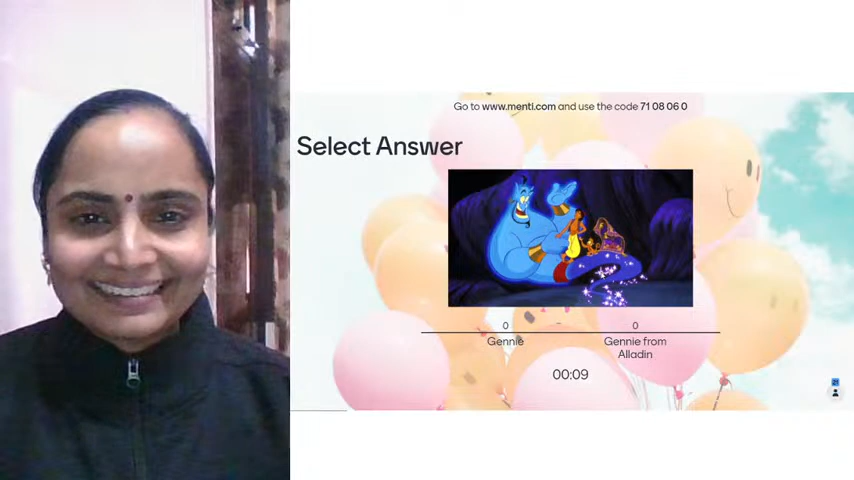 Go to www.menti.com and use the code 71 08 06 0
Select Answer
0
0
Gennie
Gennie from
Alladin
00:09